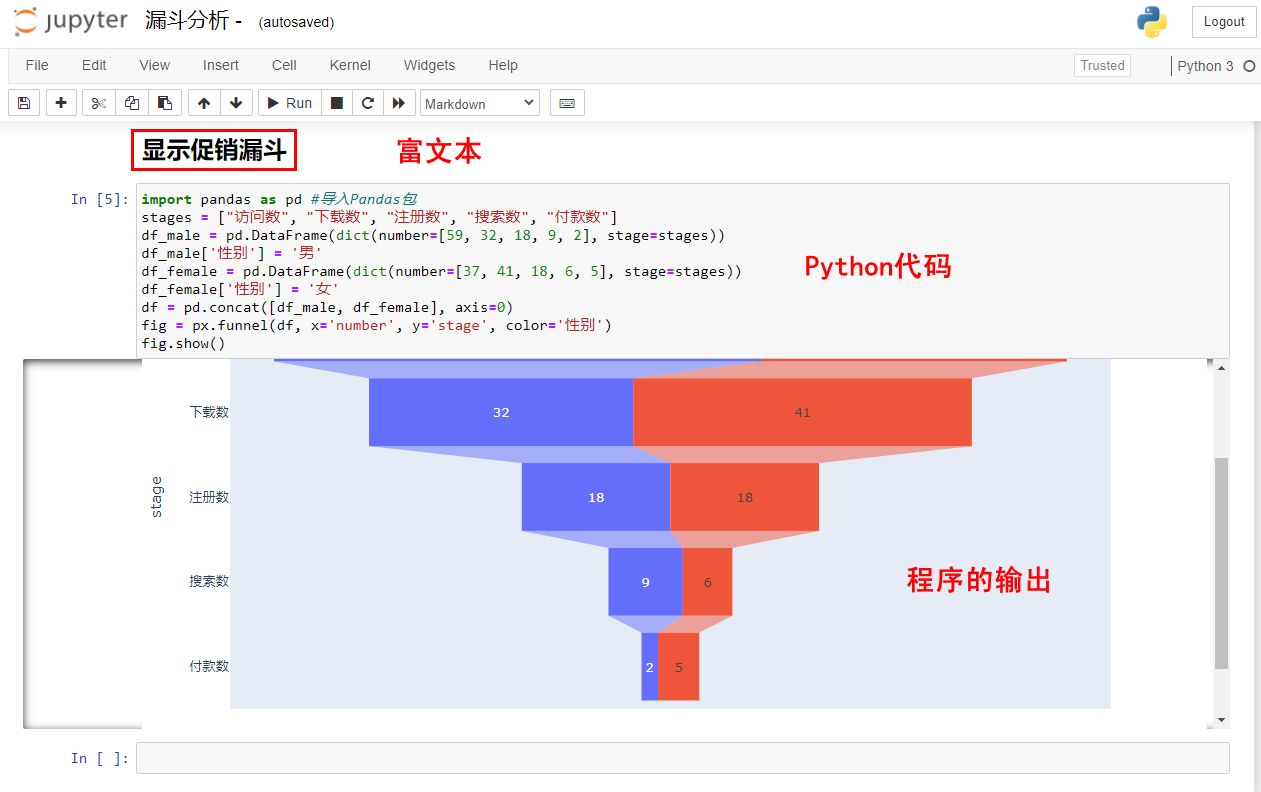 jupyter 漏斗分析 - (autosaved) Logout
File Edit View Insert Cell Kernel Widgets Help Trusted Python 3
Run Markdown
显示促销漏斗 富文本
In [5]: import pandas as pd #导入Pandas包
stages = ["访问数", "下载数", "注册数", "搜索数", "付款数"]
df_male = pd.DataFrame(dict(number=[59, 32, 18, 9, 2], stage=stages))
df_male['性别'] = '男'
df_female = pd.DataFrame(dict(number=[37, 41, 18, 6, 5], stage=stages))
df_female['性别'] = '女'
df = pd.concat([df_male, df_female], axis=0)
fig = px.funnel(df, x='number', y='stage', color='性别')
fig.show()
Python代码
下载数 32 41
stage
注册数 18 18
搜索数 9 6
程序的输出
付款数 2 5
In [ ]: